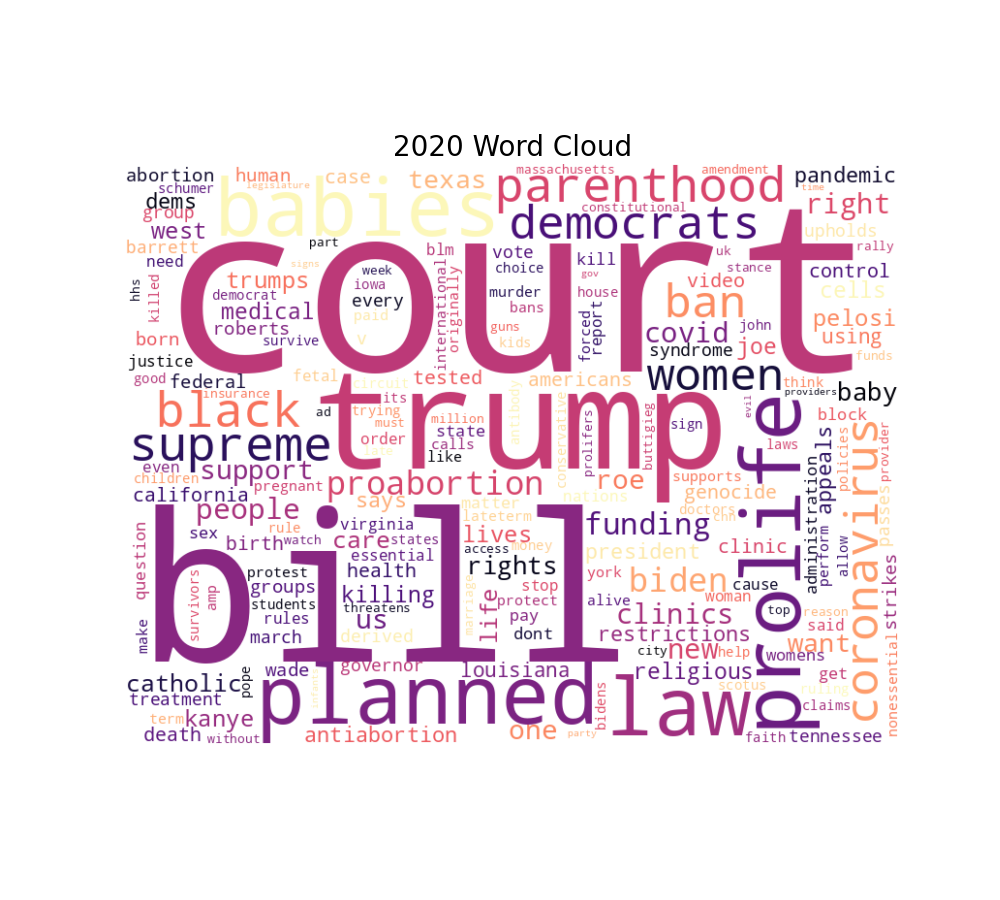 2020 Word Cloud
abortion
human
case
texas
massachusetts
parenthood
amendment
pandemic
time
schumer
legislature
babies
dems
group
west
constitutional
democrats
right
upholds
barrett
part
blm
vote
kill
uk
stance
rally
need
signs
court
choice
gov
control
hhs
killed
trumps
week
iowa
international
originally
murder
house
video
cells
democrat
every
bans
ban
medical
paid
forced
report
pelosi
roberts
guns
covid
john
using
born
survive
v
kids
syndrome
joe
funds
justice
good
federal
fetal
circuit
tested
americans
women
think
providers
baby
insurance
black
ad
trump
its
trying
must
million
antibody
conservative
prolifers
buttigieg
sign
evil
block
supreme
order
late
state
calls
laws
prolife
appeals
policies
provider
coronavirus
even
support
like
children
pregnant
proabortion
roe
supports
genocide
california
says
nations
doctors
cnn
administration
people
matter
lateterm
passes
rule
virginia
funding
question
sex
birth
watch
care
states
lives
access
money
president
clinic
perform
allow
bill
essential
rights
biden
cause
strikes
survivors
amp
protest
health
york
groups
killing
stop
woman
students
threatens
us
marriage
life
protect
alive
top
reason
rules
pay
clinics
said
make
march
derived
dont
restrictions
want
nonessential
city
new
help
womens
pope
wade
governor
louisiana
religious
get
catholic
infants
planned
scotus
ruling
treatment
law
claims
term
kanye
bidens
death
without
antiabortion
one
party
faith
tennessee